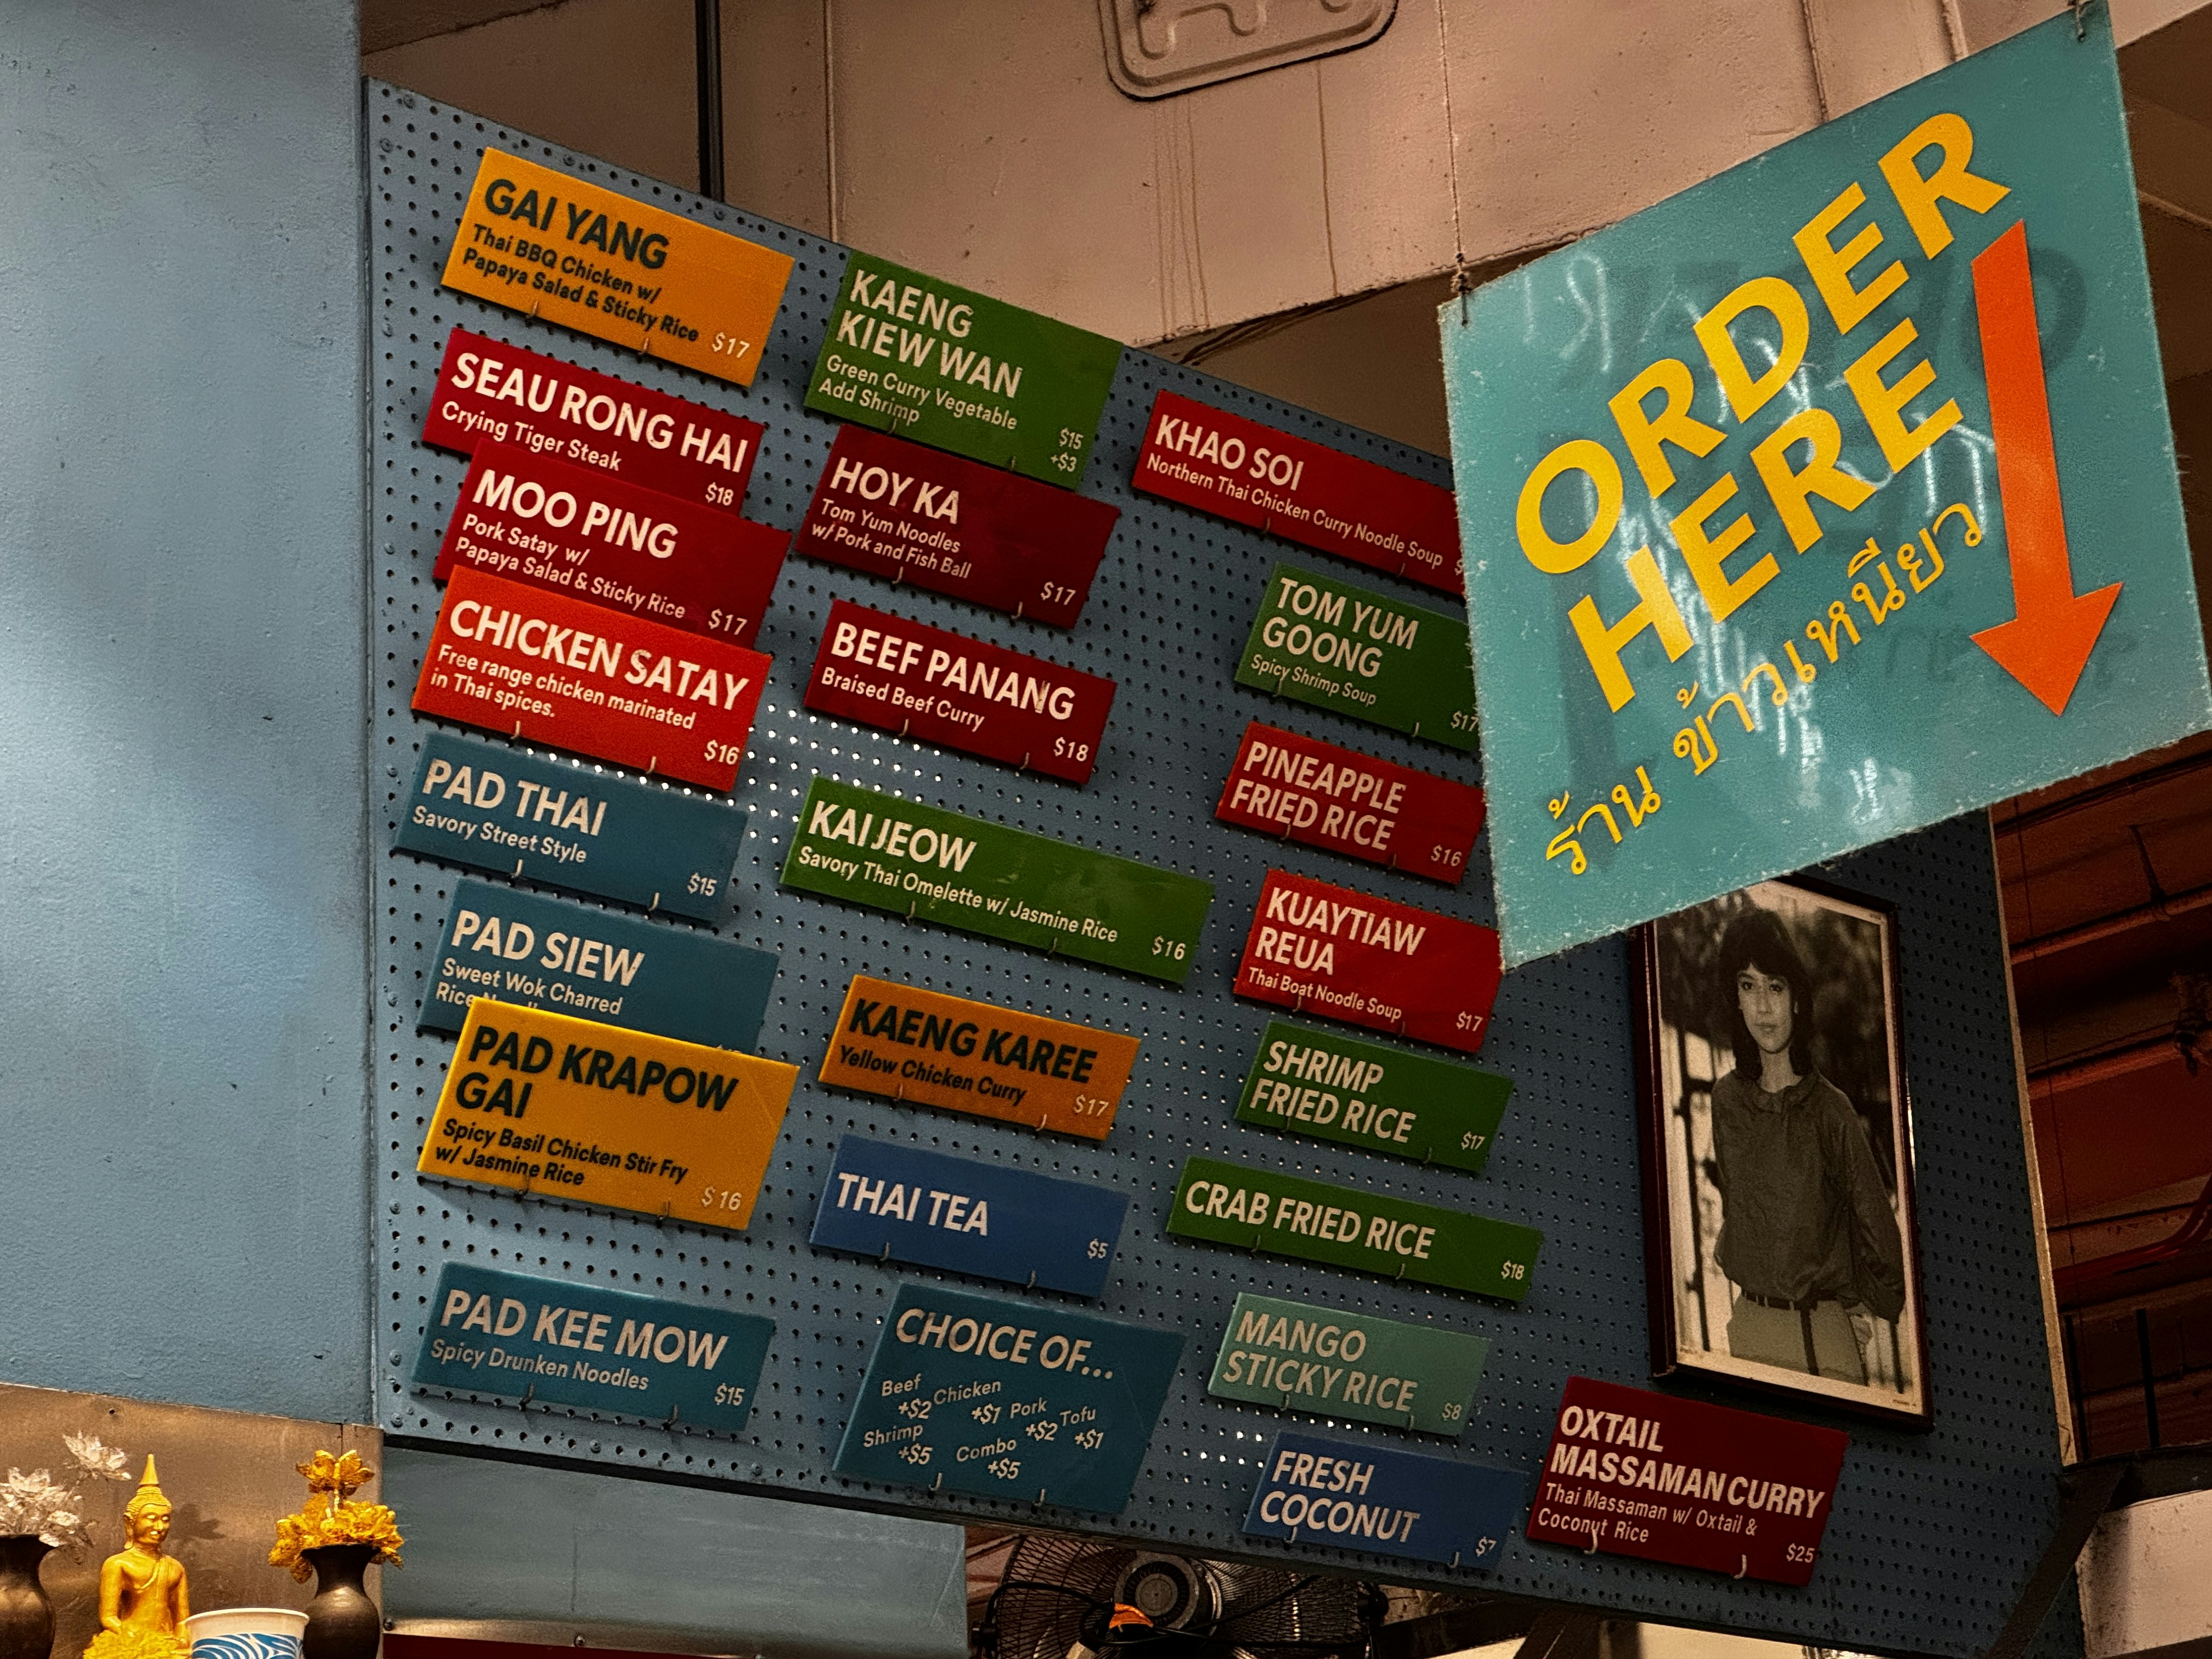 GAI YANG
Thai BBQ Chicken w/
Papaya Salad & Sticky Rice
$17
SEAU RONG HAI
Crying Tiger Steak
$18
MOO PING
Pork Satay w/
Papaya Salad & Sticky Rice
$17
CHICKEN SATAY
Free range chicken marinated
in Thai spices.
$16
PAD THAI
Savory Street Style
$15
PAD SIEW
Sweet Wok Charred
Rice
PAD KRAPOW
GAI
Spicy Basil Chicken Stir Fry
w/ Jasmine Rice
$16
PAD KEE MOW
Spicy Drunken Noodles
$15
KAENG
KIEW WAN
Green Curry Vegetable
$15
Add Shrimp
+$3
HOY KA
Tom Yum Noodles
w/ Pork and Fish Ball
$17
BEEF PANANG
Braised Beef Curry
$18
KAI JEOW
Savory Thai Omelette w/ Jasmine Rice
$16
KAENG KAREE
Yellow Chicken Curry
$17
THAI TEA
$5
CHOICE OF...
Beef +$2
Chicken +$1
Pork +$2
Tofu +$1
Shrimp +$5
Combo +$5
KHAO SOI
Northern Thai Chicken Curry Noodle Soup
TOM YUM
GOONG
Spicy Shrimp Soup
$17
PINEAPPLE
FRIED RICE
$16
KUAYTIAW
REUA
Thai Boat Noodle Soup
$17
SHRIMP
FRIED RICE
$17
CRAB FRIED RICE
$18
MANGO
STICKY RICE
$8
FRESH
COCONUT
$7
OXTAIL
MASSAMAN CURRY
Thai Massaman w/ Oxtail &
Coconut Rice
$25
ORDER
HERE
ร้าน ข้าวเหนียว